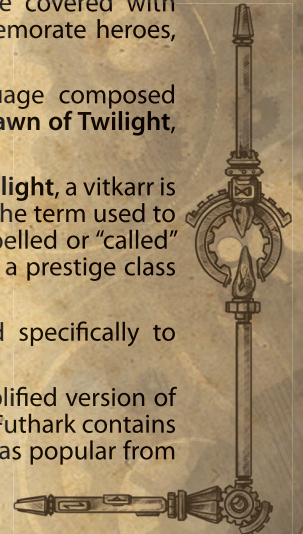 e covered with
emorate heroes,
uage composed
awn of Twilight,
light, a vitkarr is
he term used to
pelled or “called”
a prestige class
d specifically to
plified version of
Futhark contains
as popular from